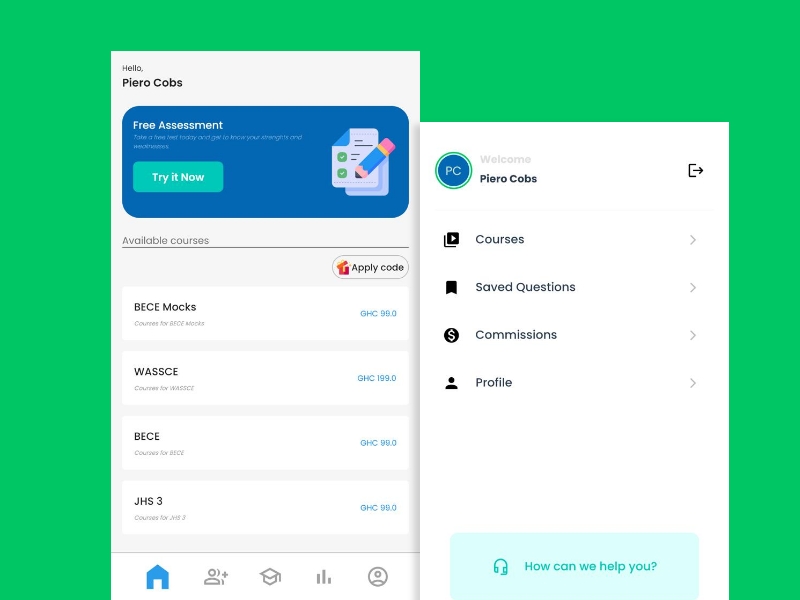 Hello,
Piero Cobs
Free Assessment
Take a free test today and get to know your strenghts and
weaknesses.
Try it Now
Available courses
Apply code
BECE Mocks
Courses for BECE Mocks
GHC 99.0
WASSCE
Courses for WASSCE
GHC 199.0
BECE
Courses for BECE
GHC 99.0
JHS 3
Courses for JHS 3
GHC 99.0
PC
Welcome
Piero Cobs
Courses
Saved Questions
Commissions
Profile
How can we help you?